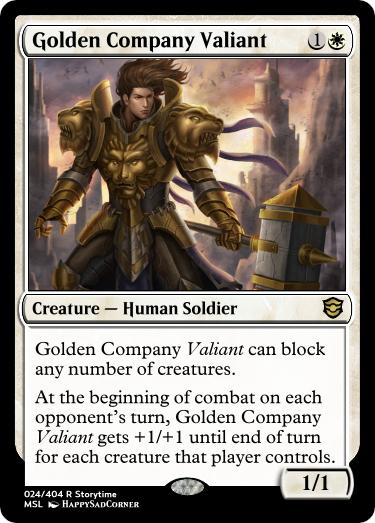 Golden Company Valiant 1
Creature — Human Soldier
Golden Company Valiant can block
any number of creatures.
At the beginning of combat on each
opponent's turn, Golden Company
Valiant gets +1/+1 until end of turn
for each creature that player controls.
1/1
024/404 R Storytime
MSL HappySadCorner